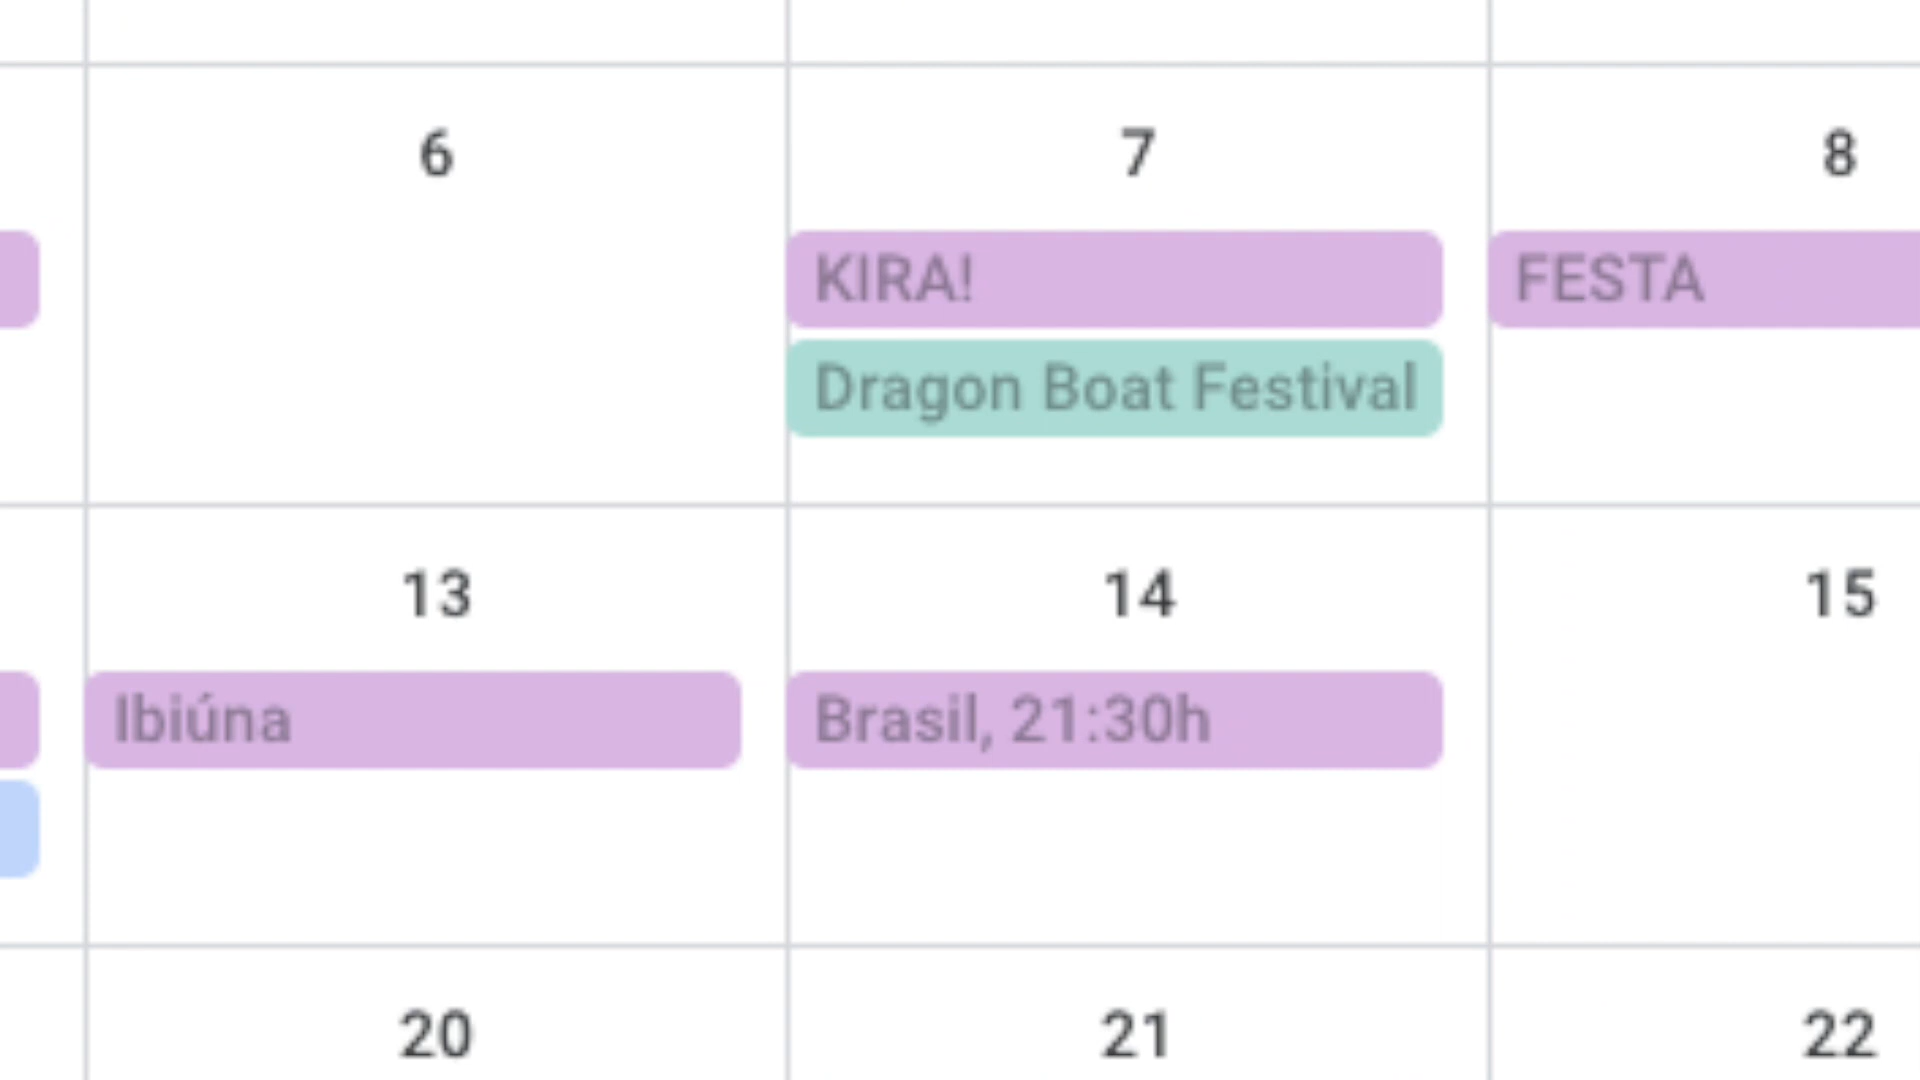 6
7
8
KIRA!
FESTA
Dragon Boat Festival
13
14
15
Ibiúna
Brasil, 21:30h
20
21
22